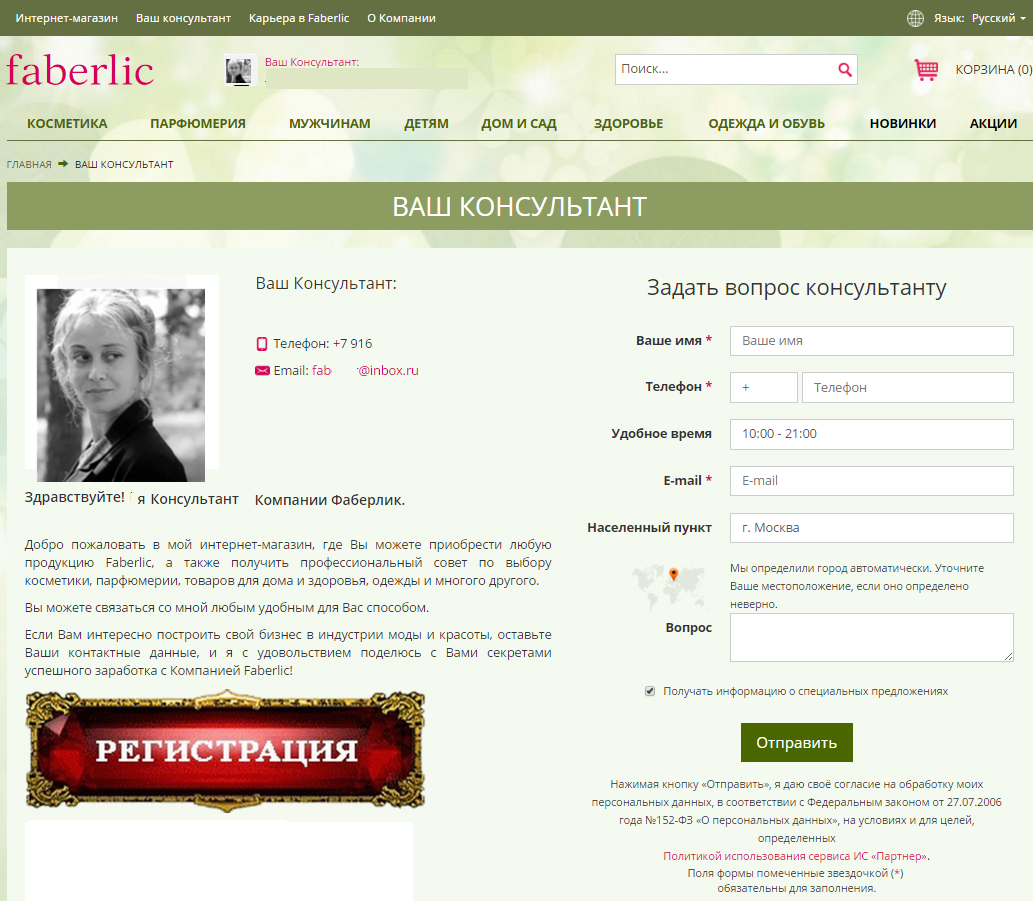 Интернет-магазин Ваш консультант Карьера в Faberlic О Компании Язык: Русский
faberlic
Ваш Консультант:
Поиск...
КОРЗИНА (0)
КОСМЕТИКА ПАРФЮМЕРИЯ МУЖЧИНАМ ДЕТЯМ ДОМ И САД ЗДОРОВЬЕ ОДЕЖДА И ОБУВЬ НОВИНКИ АКЦИИ
ГЛАВНАЯ ВАШ КОНСУЛЬТАНТ
ВАШ КОНСУЛЬТАНТ
Ваш Консультант:
Телефон: +7 916
Email: fab @inbox.ru
Здравствуйте! я Консультант Компании Фаберлик.
Добро пожаловать в мой интернет-магазин, где Вы можете приобрести любую
продукцию Faberlic, а также получить профессиональный совет по выбору
косметики, парфюмерии, товаров для дома и здоровья, одежды и многого другого.
Вы можете связаться со мной любым удобным для Вас способом.
Если Вам интересно построить свой бизнес в индустрии моды и красоты, оставьте
Ваши контактные данные, и я с удовольствием поделюсь с Вами секретами
успешного заработка с Компанией Faberlic!
РЕГИСТРАЦИЯ
Задать вопрос консультанту
Ваше имя * Ваше имя
Телефон * + Телефон
Удобное время 10:00 - 21:00
E-mail * E-mail
Населенный пункт г. Москва
Мы определили город автоматически. Уточните
Ваше местоположение, если оно определено
неверно.
Вопрос
Получать информацию о специальных предложениях
Отправить
Нажимая кнопку «Отправить», я даю своё согласие на обработку моих
персональных данных, в соответствии с Федеральным законом от 27.07.2006
года №152-ФЗ «О персональных данных», на условиях и для целей,
определенных
Политикой использования сервиса ИС «Партнер».
Поля формы помеченные звездочкой (*)
обязательны для заполнения.